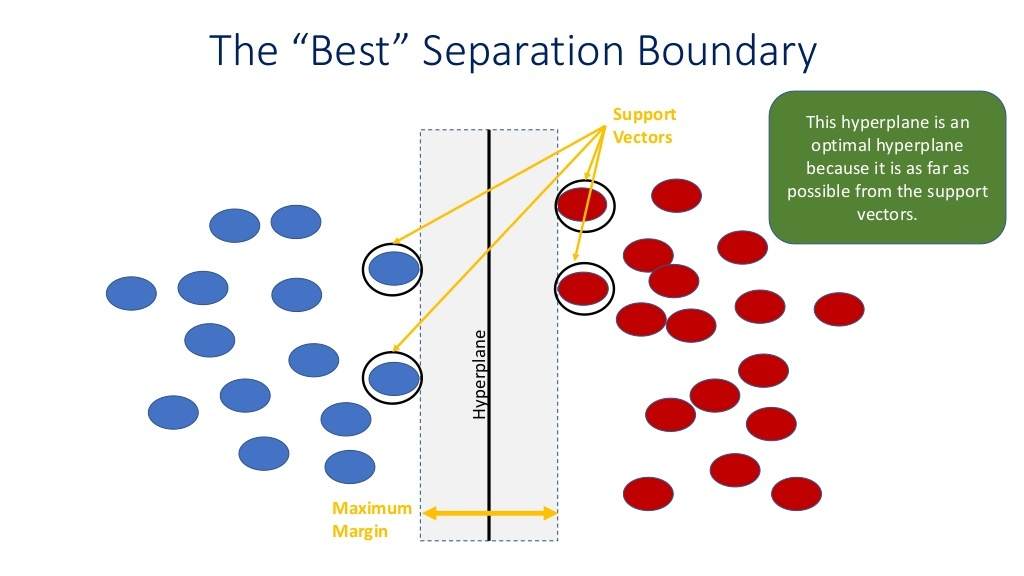 The “Best” Separation Boundary
Support
Vectors
This hyperplane is an
optimal hyperplane
because it is as far as
possible from the support
vectors.
Hyperplane
Maximum
Margin